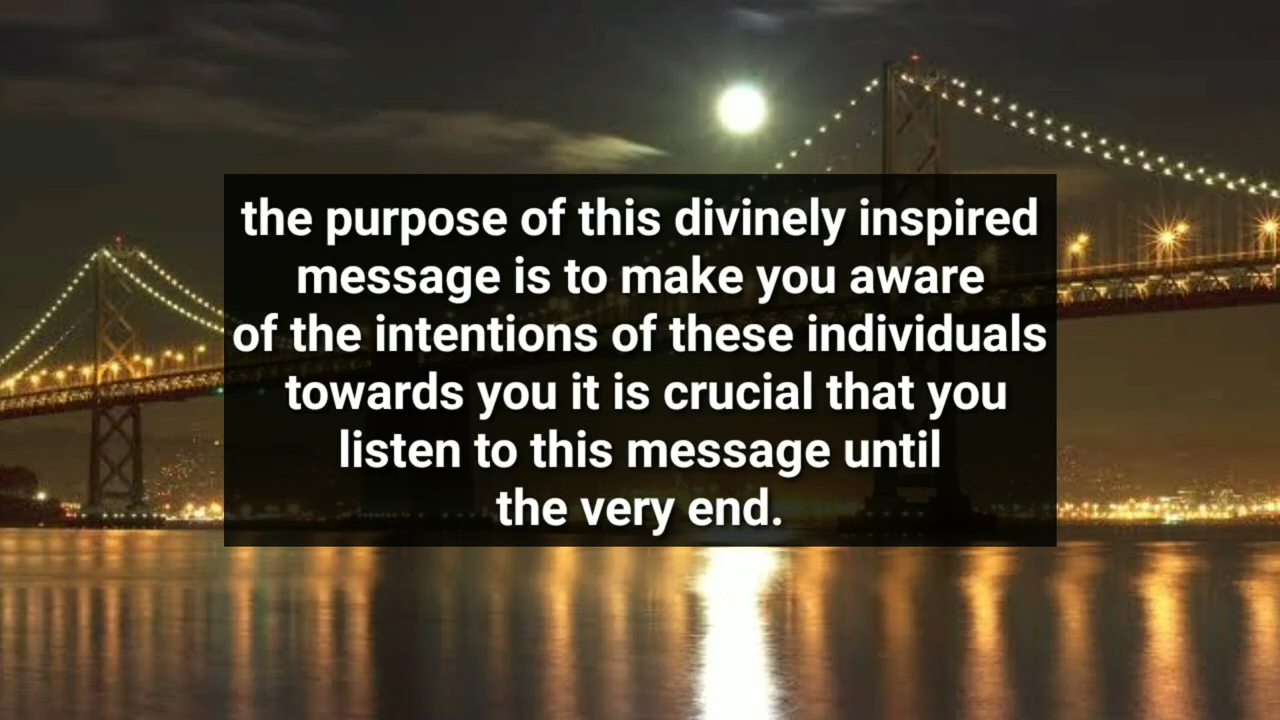 the purpose of this divinely inspired
message is to make you aware
of the intentions of these individuals
towards you it is crucial that you
listen to this message until
the very end.